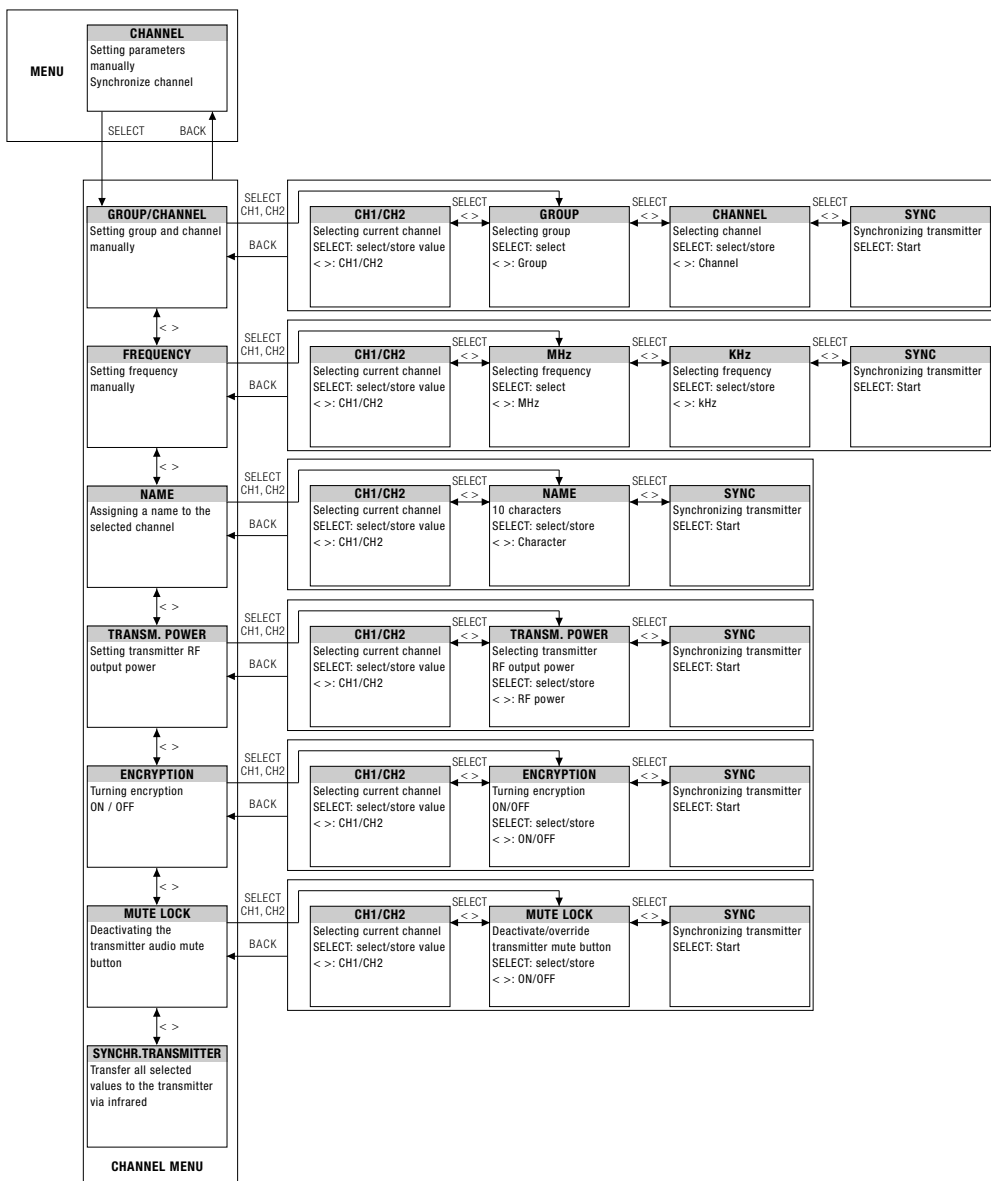 MENU
CHANNEL
Setting parameters
manually
Synchronize channel
SELECT
BACK
GROUP/CHANNEL
Setting group and channel
manually
SELECT
CH1, CH2
BACK
CH1/CH2
Selecting current channel
SELECT: select/store value
< >: CH1/CH2
SELECT
< >
GROUP
Selecting group
SELECT: select
< >: Group
SELECT
< >
CHANNEL
Selecting channel
SELECT: select/store
< >: Channel
SELECT
< >
SYNC
Synchronizing transmitter
SELECT: Start
< >
FREQUENCY
Setting frequency
manually
SELECT
CH1, CH2
BACK
CH1/CH2
Selecting current channel
SELECT: select/store value
< >: CH1/CH2
SELECT
< >
MHz
Selecting frequency
SELECT: select
< >: MHz
SELECT
< >
KHz
Selecting frequency
SELECT: select/store
< >: kHz
SELECT
< >
SYNC
Synchronizing transmitter
SELECT: Start
< >
NAME
Assigning a name to the
selected channel
SELECT
CH1, CH2
BACK
CH1/CH2
Selecting current channel
SELECT: select/store value
< >: CH1/CH2
SELECT
< >
NAME
10 characters
SELECT: select/store
< >: Character
SELECT
< >
SYNC
Synchronizing transmitter
SELECT: Start
< >
TRANSM. POWER
Setting transmitter RF
output power
SELECT
CH1, CH2
BACK
CH1/CH2
Selecting current channel
SELECT: select/store value
< >: CH1/CH2
SELECT
< >
TRANSM. POWER
Selecting transmitter
RF output power
SELECT: select/store
< >: RF power
SELECT
< >
SYNC
Synchronizing transmitter
SELECT: Start
< >
ENCRYPTION
Turning encryption
ON / OFF
SELECT
CH1, CH2
BACK
CH1/CH2
Selecting current channel
SELECT: select/store value
< >: CH1/CH2
SELECT
< >
ENCRYPTION
Turning encryption
ON/OFF
SELECT: select/store
< >: ON/OFF
SELECT
< >
SYNC
Synchronizing transmitter
SELECT: Start
< >
MUTE LOCK
Deactivating the
transmitter audio mute
button
SELECT
CH1, CH2
BACK
CH1/CH2
Selecting current channel
SELECT: select/store value
< >: CH1/CH2
SELECT
< >
MUTE LOCK
Deactivate/override
transmitter mute button
SELECT: select/store
< >: ON/OFF
SELECT
< >
SYNC
Synchronizing transmitter
SELECT: Start
< >
SYNCHR.TRANSMITTER
Transfer all selected
values to the transmitter
via infrared
CHANNEL MENU